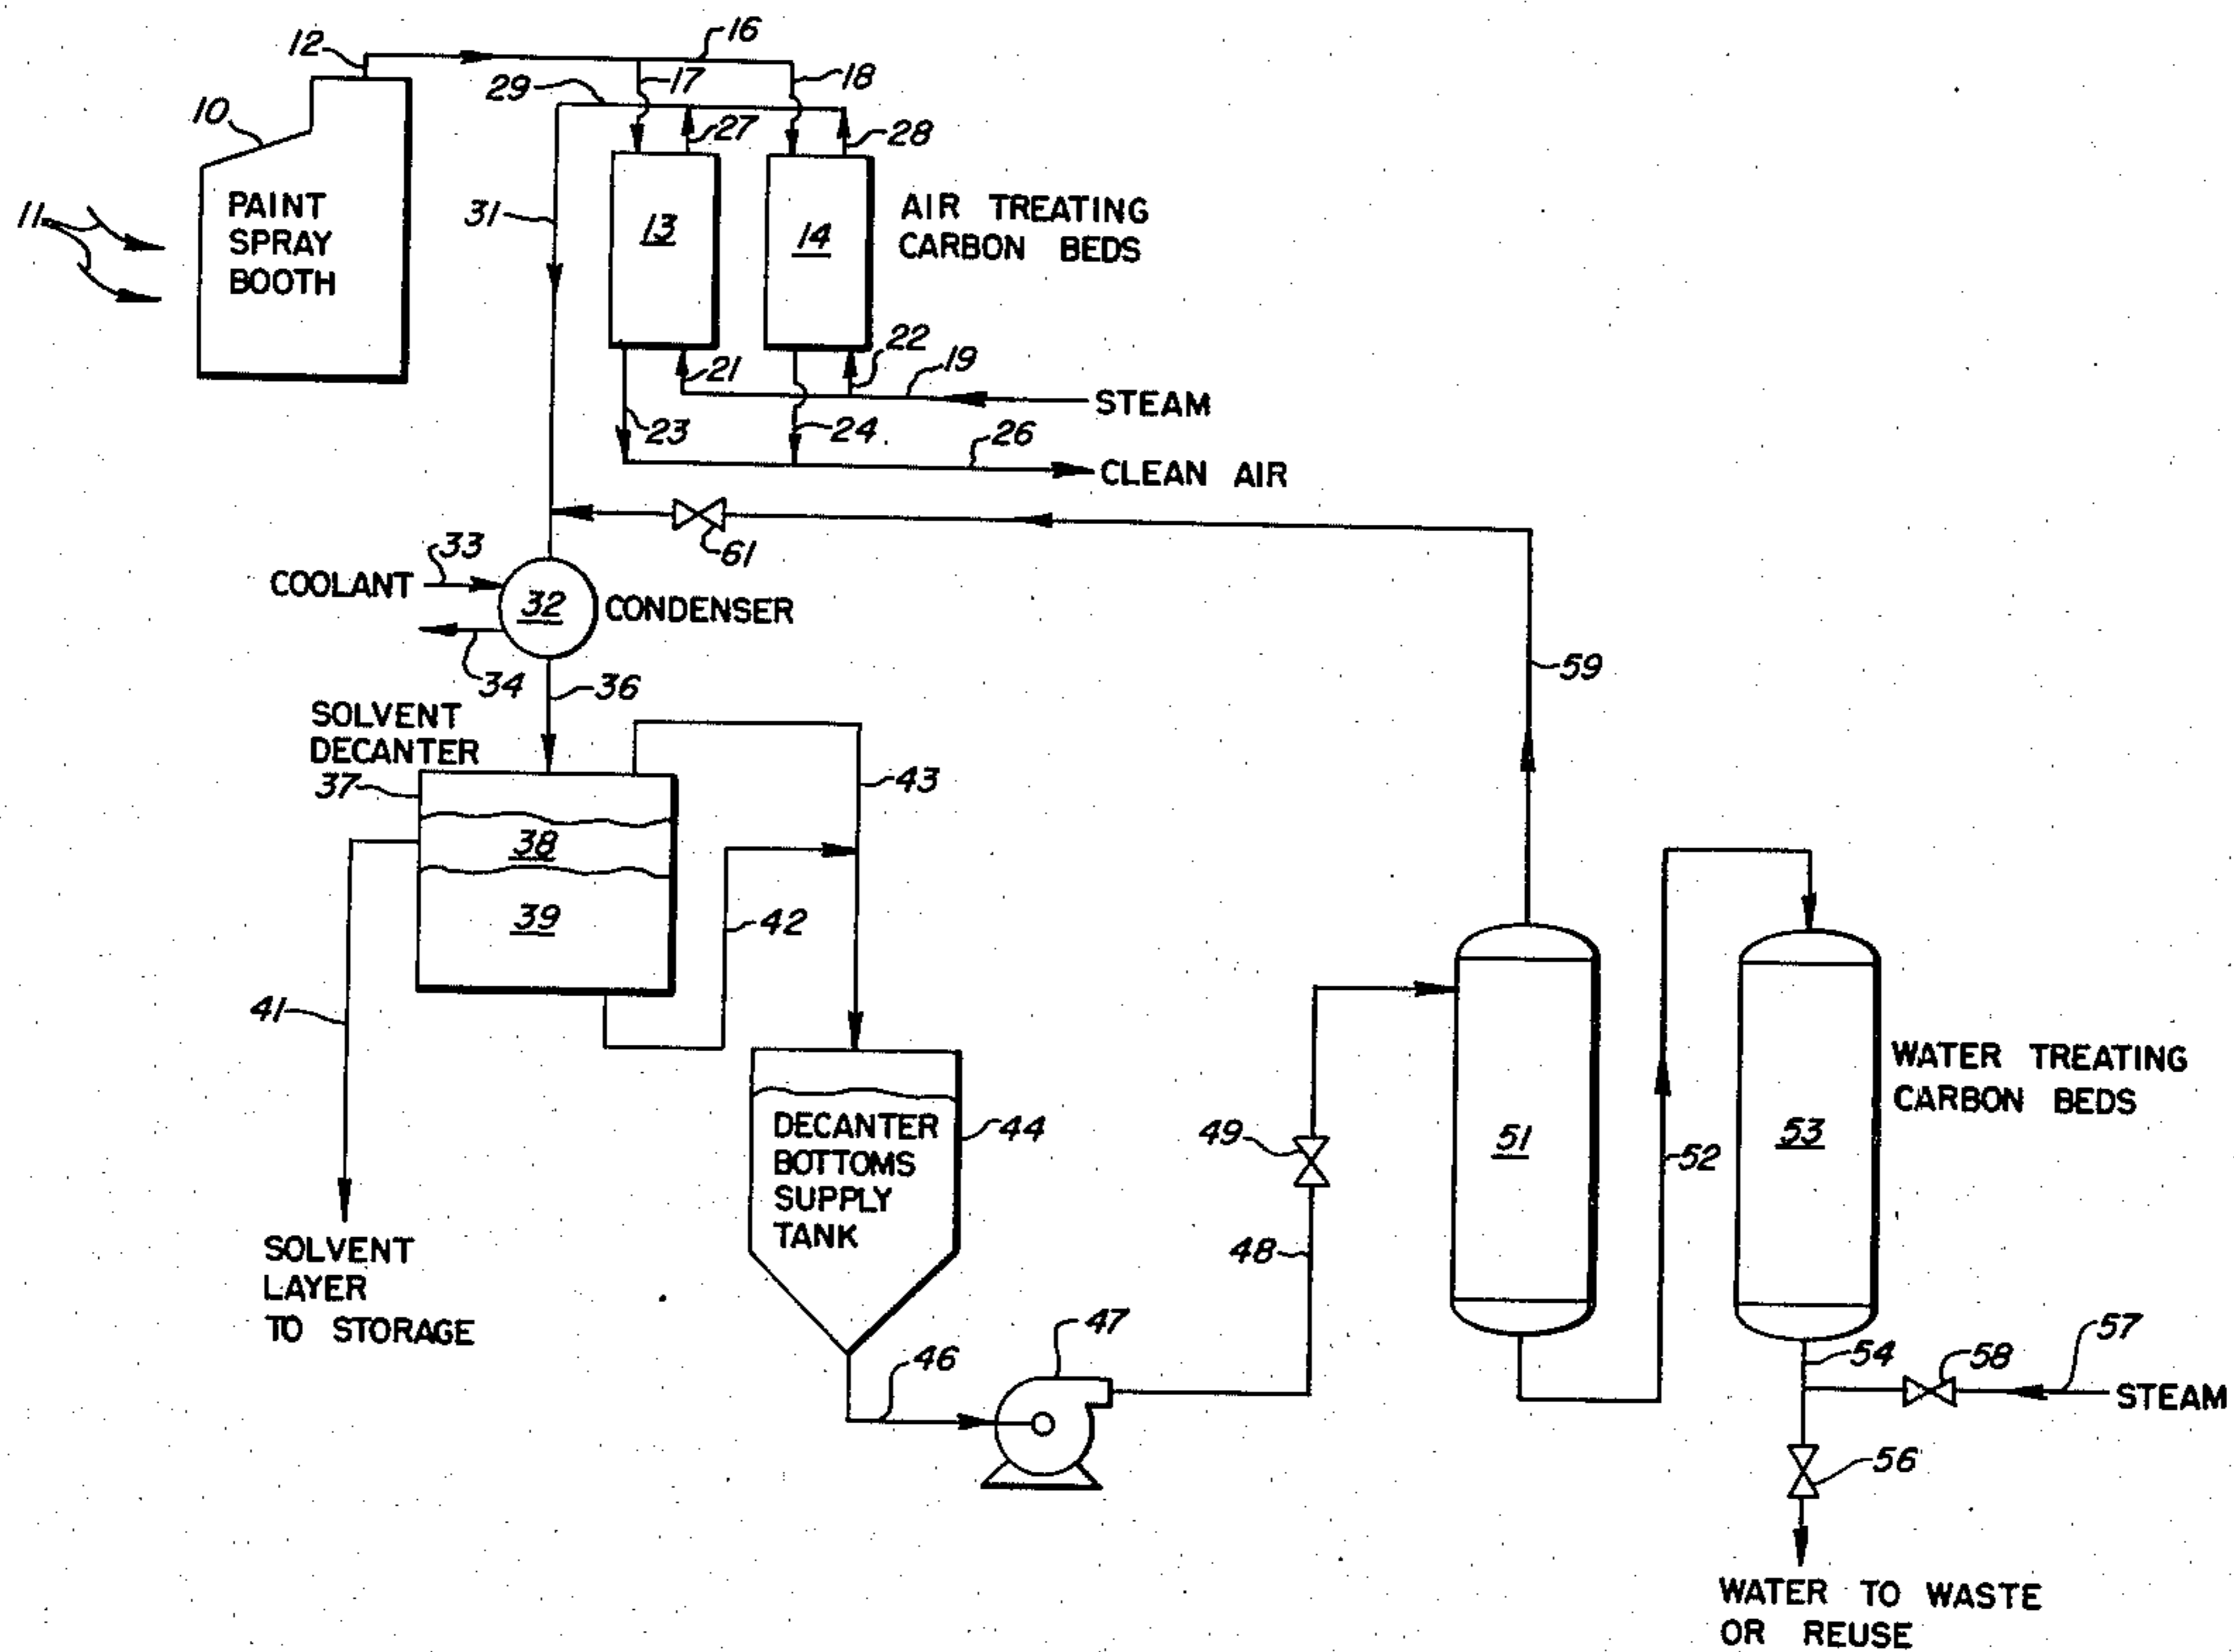 12
16
17
18
29
10
27
28
11
PAINT
SPRAY
BOOTH
31
13
14
AIR TREATING
CARBON BEDS
21
22
19
STEAM
23
24
26
CLEAN AIR
61
33
COOLANT
32
CONDENSER
34
36
59
SOLVENT
DECANTER
37
43
38
39
42
41
DECANTER
BOTTOMS
SUPPLY
TANK
44
49
51
52
53
WATER TREATING
CARBON BEDS
48
SOLVENT
LAYER
TO STORAGE
46
47
54
58
57
STEAM
56
WATER TO WASTE
OR REUSE